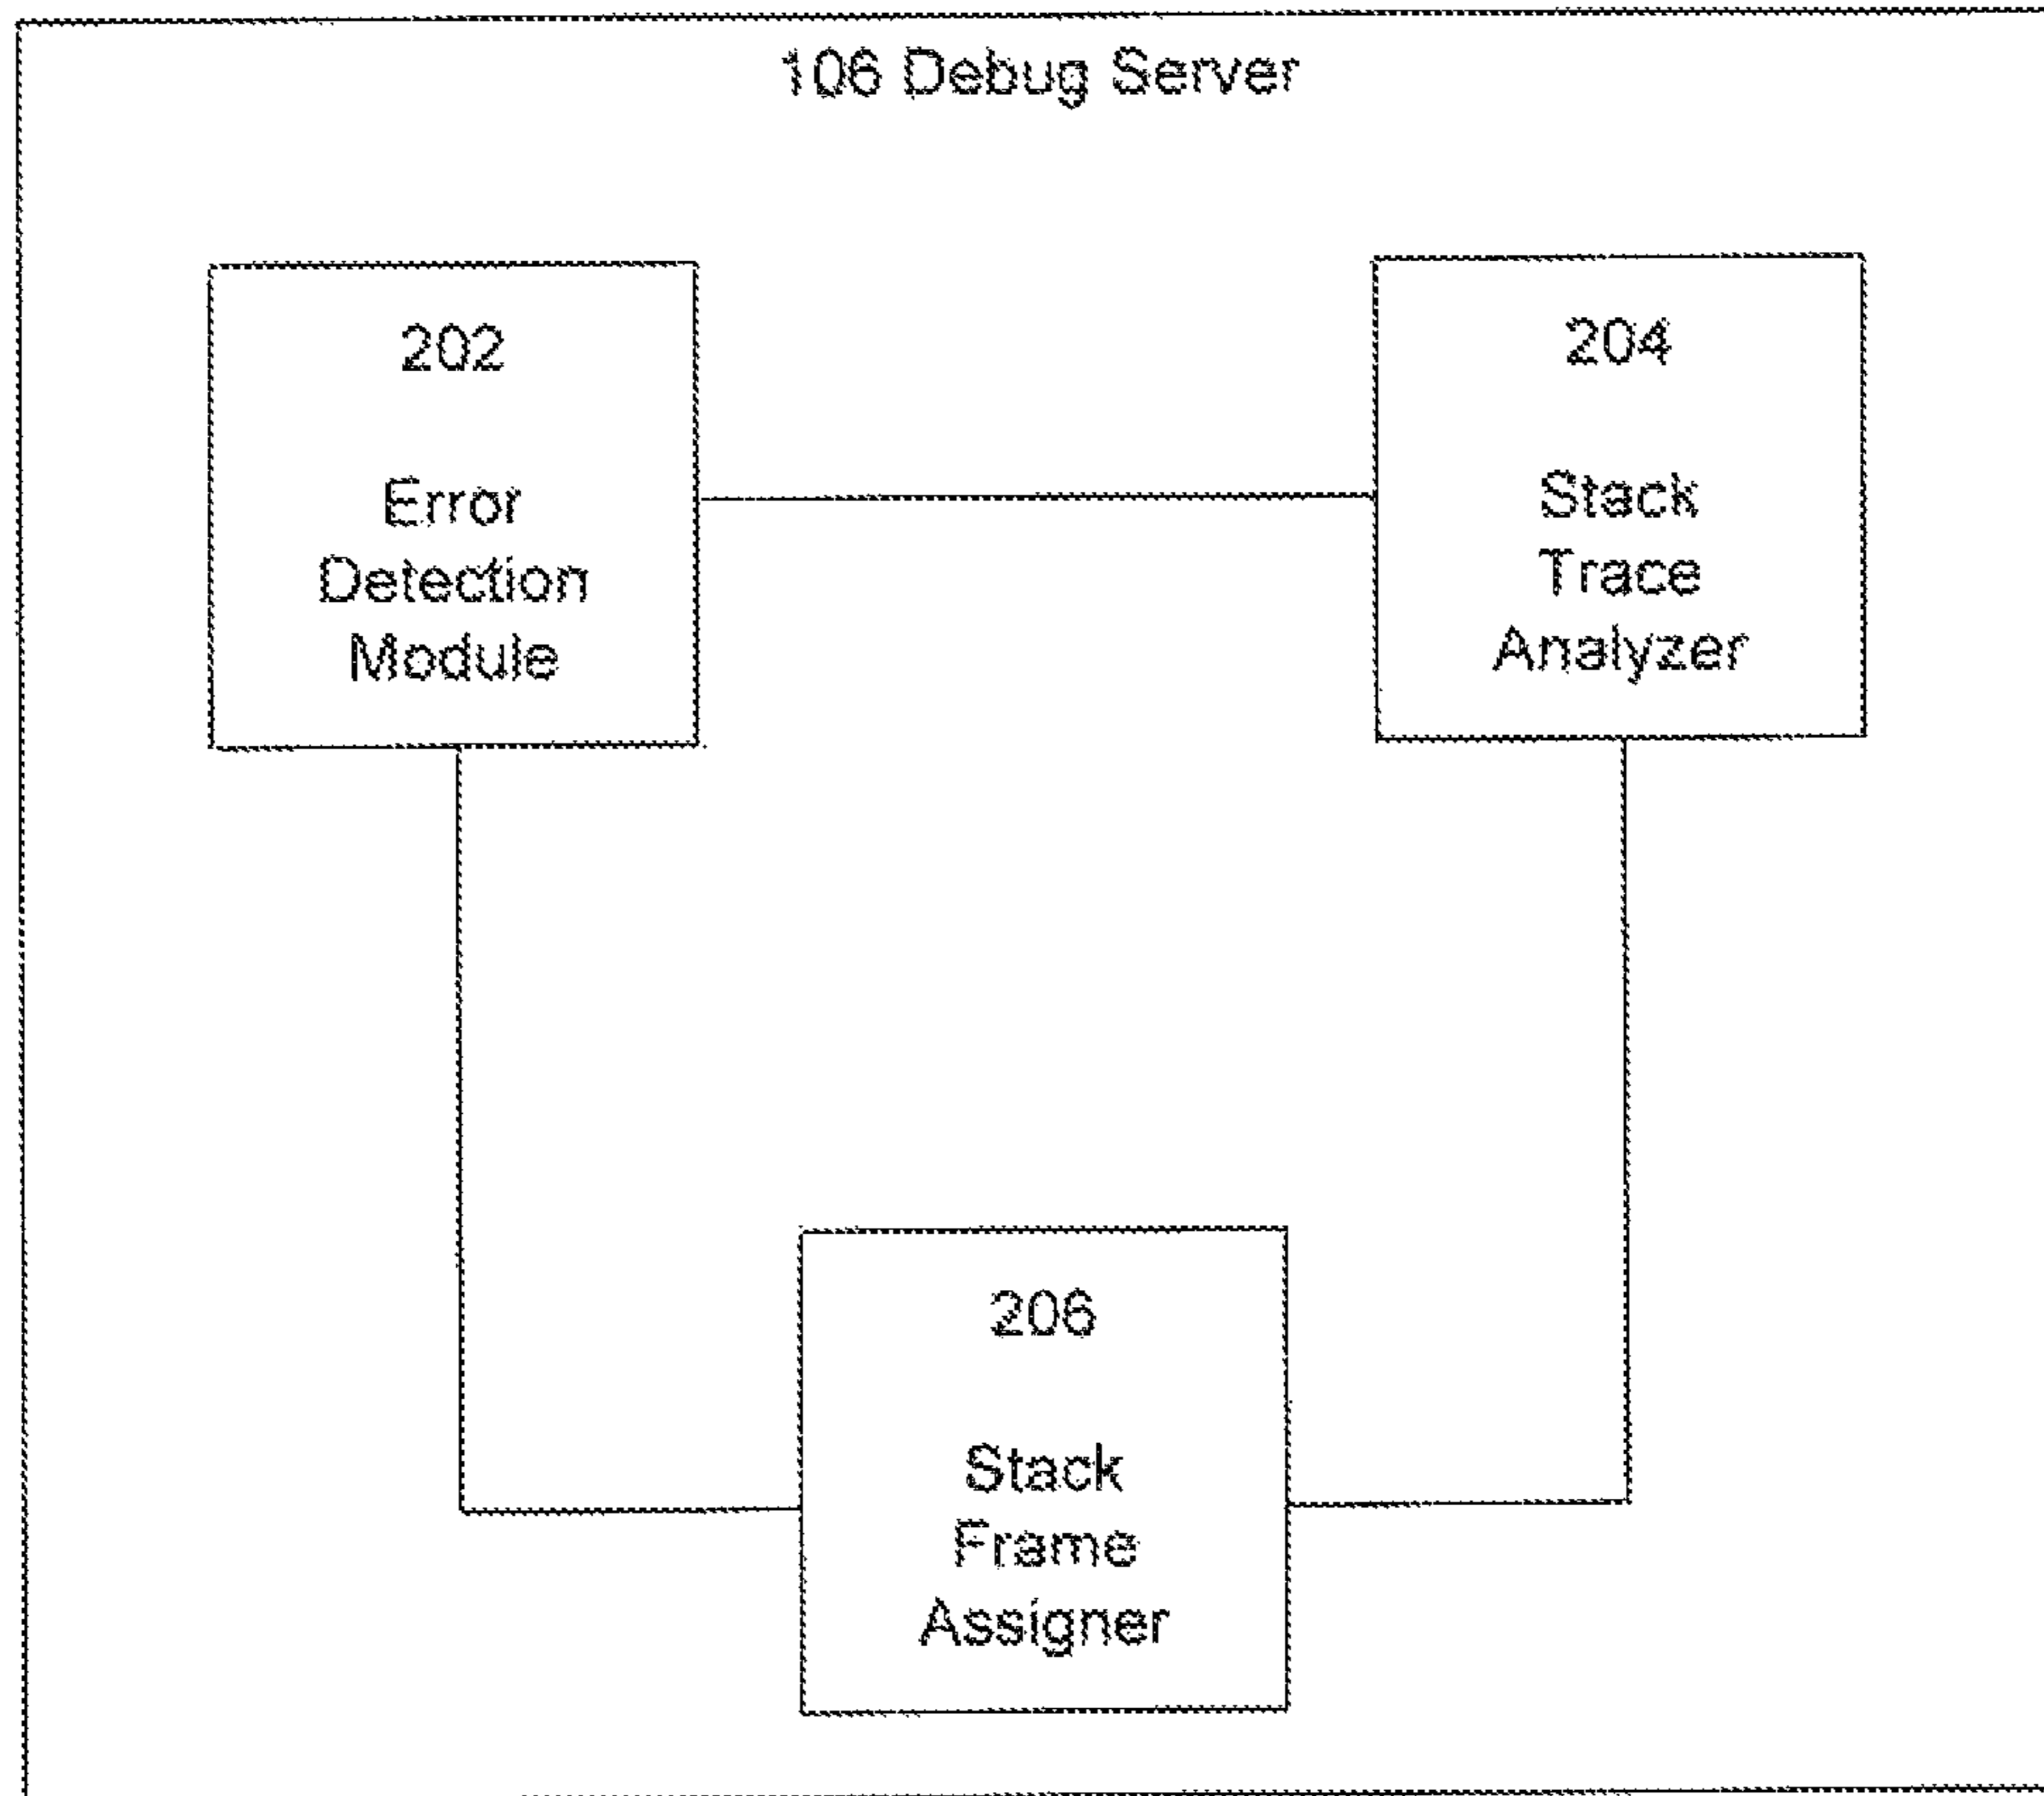 106 Debug Server
202
Error
Detection
Module
204
Stack
Trace
Analyzer
206
Stack
Frame
Assigner